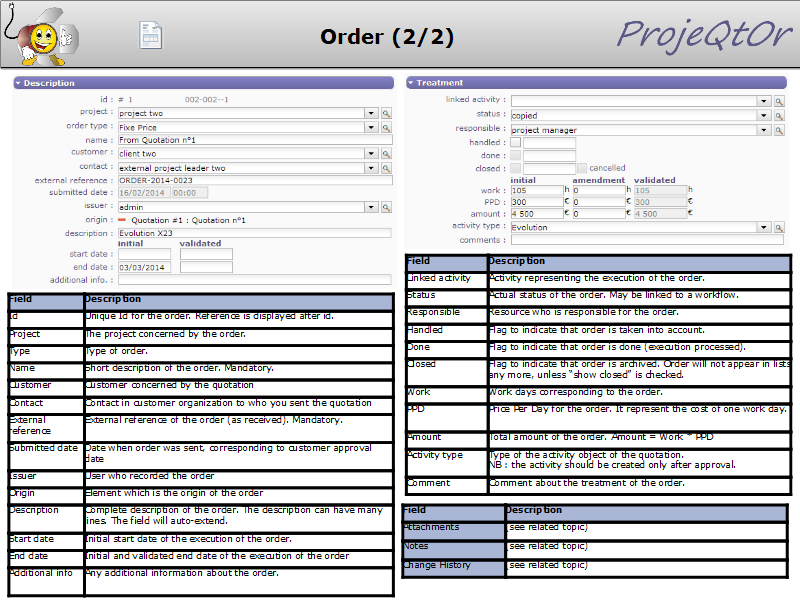 Order (2/2)
ProjeQtOr
Description
id : # 1 002-002--1
project : project two
order type : Fixe Price
name : From Quotation n°1
customer : client two
contact : external project leader two
external reference : ORDER-2014-0023
submitted date : 16/02/2014 00:00
issuer : admin
origin : Quotation #1 : Quotation n°1
description : Evolution X23
initial validated
start date :
end date : 03/03/2014
additional info. :
Field Description
Id Unique Id for the order. Reference is displayed after id.
Project The project concerned by the order.
Type Type of order.
Name Short description of the order. Mandatory.
Customer Customer concerned by the quotation
Contact Contact in customer organization to who you sent the quotation
External reference External reference of the order (as received). Mandatory.
Submitted date Date when order was sent, corresponding to customer approval
date
Issuer User who recorded the order
Origin Element which is the origin of the order
Description Complete description of the order. The description can have many
lines. The field will auto-extend.
Start date Initial start date of the execution of the order.
End date Initial and validated end date of the execution of the order
Additional info Any additional information about the order.
Treatment
linked activity :
status : copied
responsible : project manager
handled :
done :
closed : cancelled
initial amendment validated
work : 105 h 0 h 105 h
PPD : 300 € 0 € 300 €
amount : 4 500 € 0 € 4 500 €
activity type : Evolution
comments :
Field Description
Linked activity Activity representing the execution of the order.
Status Actual status of the order. May be linked to a workflow.
Responsible Resource who is responsible for the order.
Handled Flag to indicate that order is taken into account.
Done Flag to indicate that order is done (execution processed).
Closed Flag to indicate that order is archived. Order will not appear in lists
any more, unless “show closed” is checked.
Work Work days corresponding to the order.
PPD Price Per Day for the order. It represent the cost of one work day.
Amount Total amount of the order. Amount = Work * PPD
Activity type Type of the activity object of the quotation.
NB : the activity should be created only after approval.
Comment Comment about the treatment of the order.
Field Description
Attachments (see related topic)
Notes (see related topic)
Change History (see related topic)